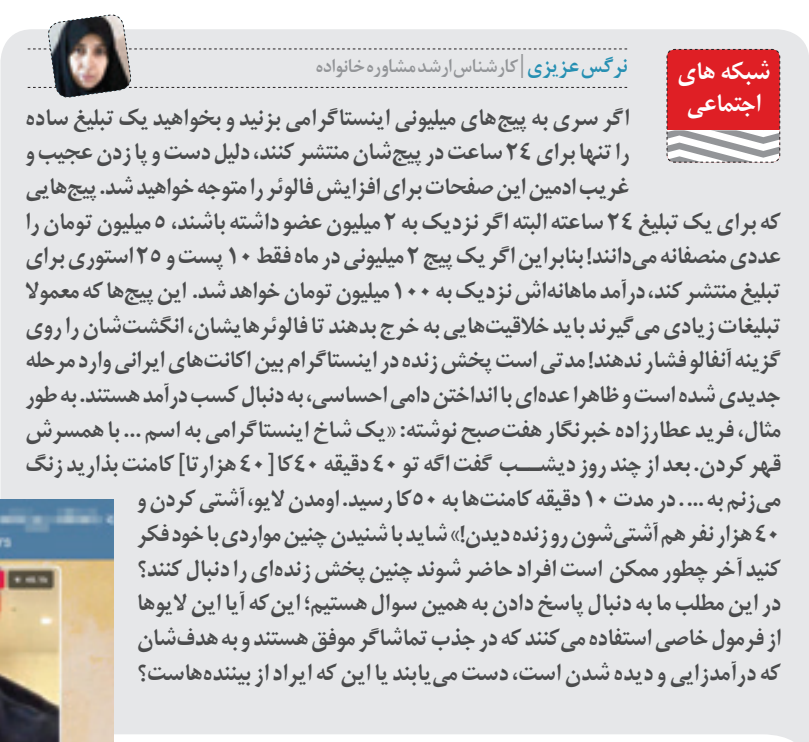 شبکه های
اجتماعی
نرگس عزیزی | کارشناس ارشد مشاوره خانواده
اگر سری به پیج‌های میلیونی اینستاگرامی بزنید و بخواهید یک تبلیغ ساده
را تنها برای ۲۴ ساعت در پیج‌شان منتشر کنند، دلیل دست و پا زدن عجیب و
غریب ادمین این صفحات برای افزایش فالوئر را متوجه خواهید شد. پیج‌هایی
که برای یک تبلیغ ۲۴ ساعته البته اگر نزدیک به ۲ میلیون عضو داشته باشند، ۵ میلیون تومان را
عددی منصفانه می‌دانند! بنابراین اگر یک پیج ۲ میلیونی در ماه فقط ۱۰ پست و ۲۵ استوری برای
تبلیغ منتشر کند، درآمد ماهانه‌اش نزدیک به ۱۰۰ میلیون تومان خواهد شد. این پیج‌ها که معمولا
تبلیغات زیادی می‌گیرند باید خلاقیت‌هایی به خرج بدهند تا فالوئرهایشان، انگشت‌شان را روی
گزینه آنفالو فشار ندهند! مدتی است پخش زنده در اینستاگرام بین اکانت‌های ایرانی وارد مرحله
جدیدی شده است و ظاهرا عده‌ای با انداختن دامی احساسی، به دنبال کسب درآمد هستند. به طور
مثال، فرید عطارزاده خبرنگار هفت‌صبح نوشته: «یک شاخ اینستاگرامی به اسم ... با همسرش
قهر کردن. بعد از چند روز دیشب گفت اگه تو ۴۰ دقیقه ۴۰کا [۴۰ هزار تا] کامنت بذارید زنگ
می‌زنم به .... در مدت ۱۰ دقیقه کامنت‌ها به ۵۰کا رسید. اومدن لایو، آشتی کردن و
۴۰ هزار نفر هم آشتی‌شون رو زنده دیدن!» شاید با شنیدن چنین مواردی با خود فکر
کنید آخر چطور ممکن است افراد حاضر شوند چنین پخش زنده‌ای را دنبال کنند؟
در این مطلب ما به دنبال پاسخ دادن به همین سوال هستیم؛ این که آیا این لایوها
از فرمول خاصی استفاده می‌کنند که در جذب تماشاگر موفق هستند و به هدف‌شان
که درآمدزایی و دیده شدن است، دست می‌یابند یا این که ایراد از بیننده‌هاست؟